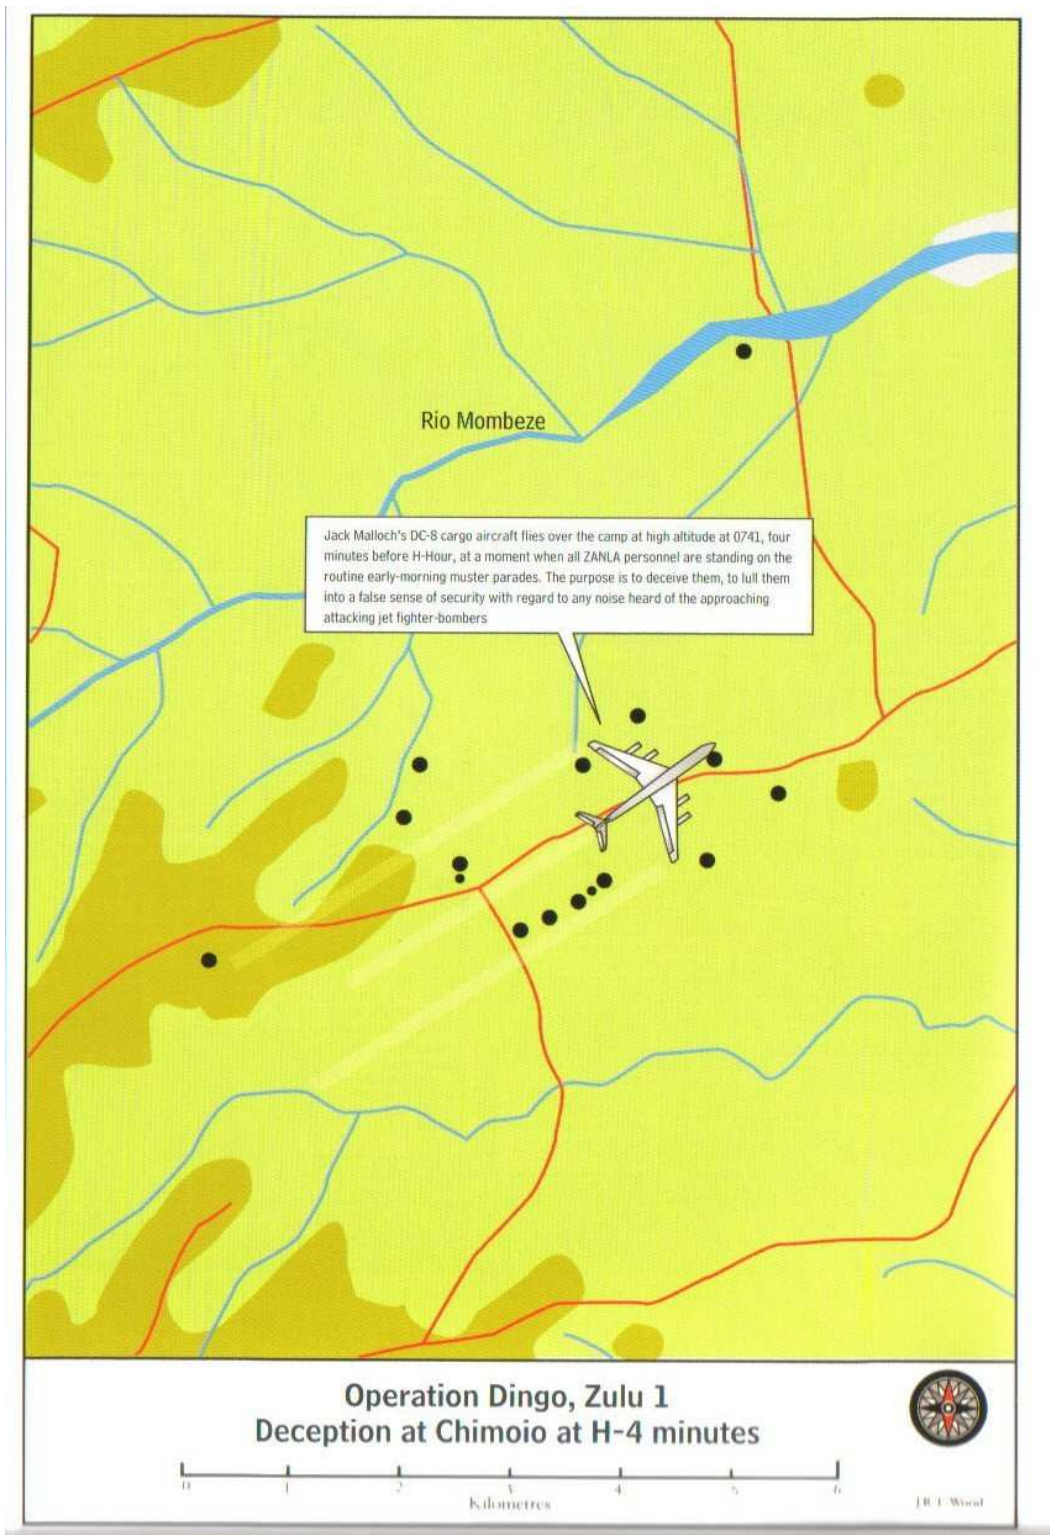 Rio Mombeze
Jack Malloch's DC-8 cargo aircraft flies over the camp at high altitude at 0741, four
minutes before H-Hour, at a moment when all ZANLA personnel are standing on the
routine early-morning muster parades. The purpose is to deceive them, to lull them
into a false sense of security with regard to any noise heard of the approaching
attacking jet fighter-bombers
Operation Dingo, Zulu 1
Deception at Chimoio at H-4 minutes
0 1 2 3 4 5 6
Kilometres
Wood